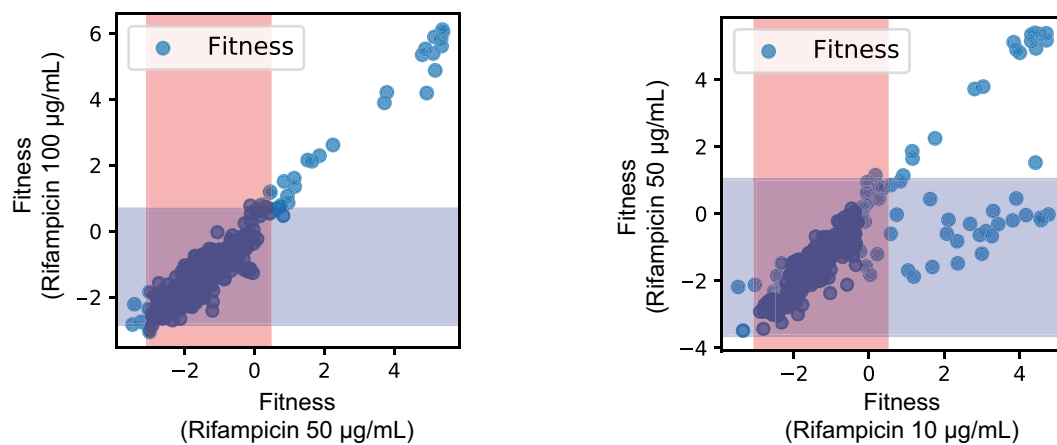 Fitness
6
4
2
0
−2
Fitness
(Rifampicin 100 µg/mL)
−2 0 2 4
Fitness
(Rifampicin 50 µg/mL)
Fitness
4
2
0
−2
−4
Fitness
(Rifampicin 50 µg/mL)
−2 0 2 4
Fitness
(Rifampicin 10 µg/mL)